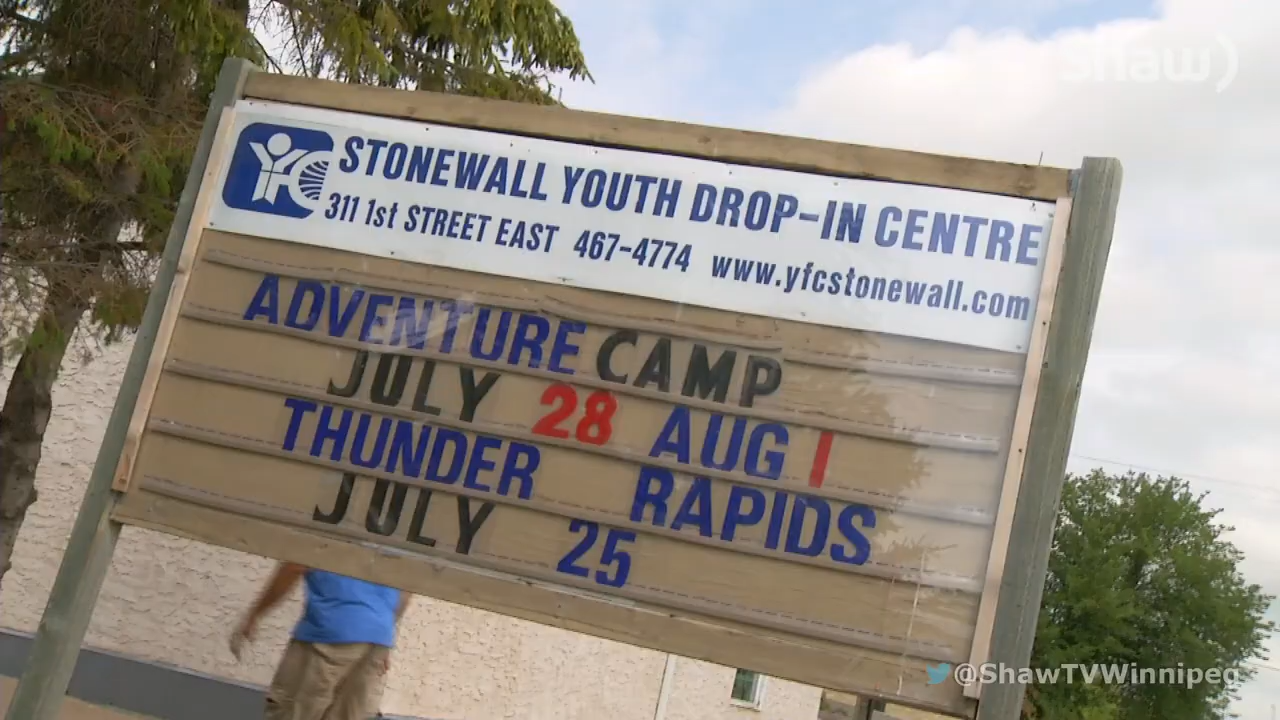 shaw)
YFC
STONEWALL YOUTH DROP-IN CENTRE
311 1st STREET EAST 467-4774 www.yfcstonewall.com
ADVENTURE CAMP
JULY 28 AUG 1
THUNDER RAPIDS
JULY 25
@ShawTVWinnipeg